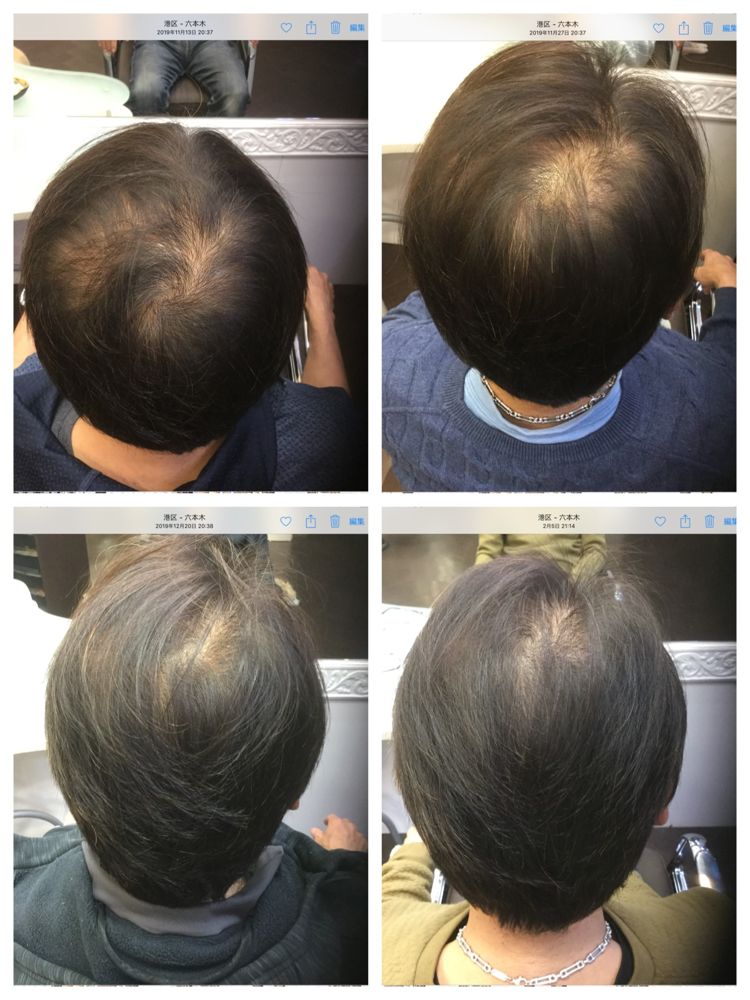 港区 – 六本木
2019年11月13日 20:37
編集
港区 – 六本木
2019年11月27日 20:37
編集
港区 – 六本木
2019年12月20日 20:38
編集
港区 – 六本木
2月5日 21:14
編集